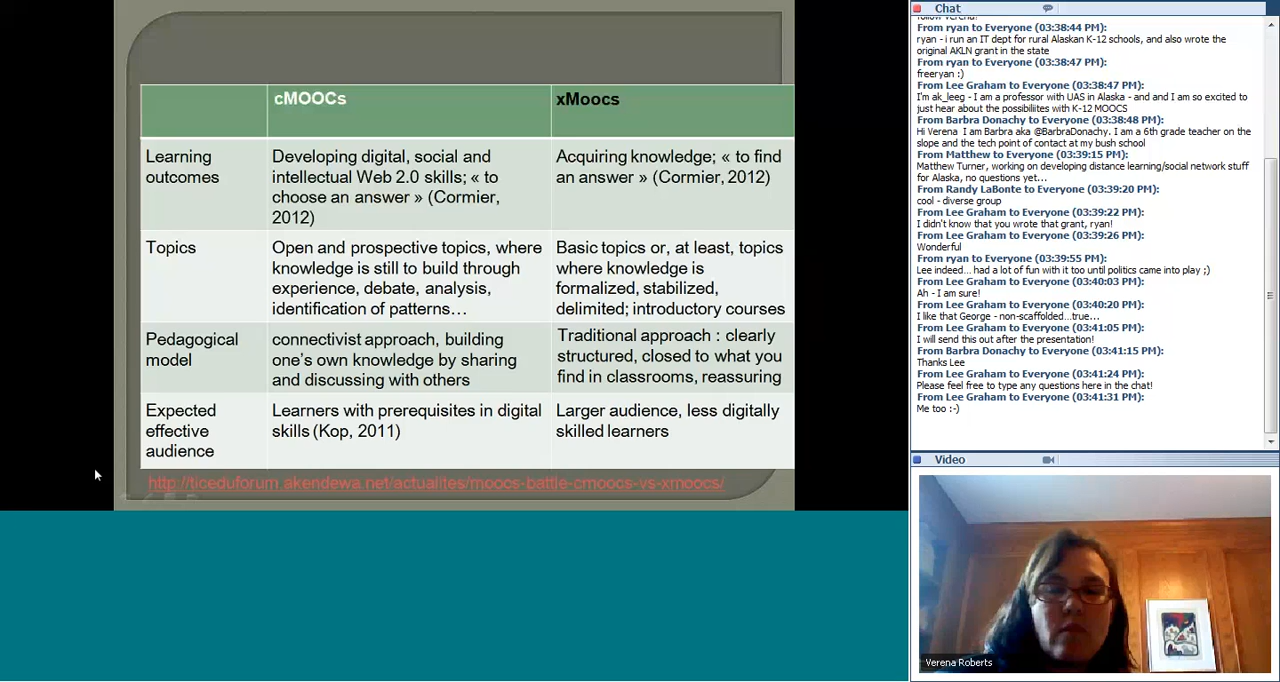 cMOOCs
xMoocs
Learning
outcomes
Developing digital, social and
intellectual Web 2.0 skills; « to
choose an answer » (Cormier,
2012)
Acquiring knowledge; « to find
an answer » (Cormier, 2012)
Topics
Open and prospective topics, where
knowledge is still to build through
experience, debate, analysis,
identification of patterns…
Basic topics or, at least, topics
where knowledge is
formalized, stabilized,
delimited; introductory courses
Pedagogical
model
connectivist approach, building
one's own knowledge by sharing
and discussing with others
Traditional approach : clearly
structured, closed to what you
find in classrooms, reassuring
Expected
effective
audience
Learners with prerequisites in digital
skills (Kop, 2011)
Larger audience, less digitally
skilled learners
http://ticeduforum.akendewa.net/actualites/moocs-battle-cmoocs-vs-xmoocs/
Chat
follow Verena!
From ryan to Everyone (03:38:44 PM):
ryan - i run an IT dept for rural Alaskan K-12 schools, and also wrote the
original AKLN grant in the state
From ryan to Everyone (03:38:47 PM):
freeryan :)
From Lee Graham to Everyone (03:38:47 PM):
I'm ak_leeg - I am a professor with UAS in Alaska - and and I am so excited to
just hear about the possibiliites with K-12 MOOCS
From Barbra Donachy to Everyone (03:38:48 PM):
Hi Verena I am Barbra aka @BarbraDonachy. I am a 6th grade teacher on the
slope and the tech point of contact at my bush school
From Matthew to Everyone (03:39:15 PM):
Matthew Turner, working on developing distance learning/social network stuff
for Alaska, no questions yet...
From Randy LaBonte to Everyone (03:39:20 PM):
cool - diverse group
From Lee Graham to Everyone (03:39:22 PM):
I didn't know that you wrote that grant, ryan!
From Lee Graham to Everyone (03:39:26 PM):
Wonderful
From ryan to Everyone (03:39:55 PM):
Lee indeed... had a lot of fun with it too until politics came into play ;)
From Lee Graham to Everyone (03:40:03 PM):
Ah - I am sure!
From Lee Graham to Everyone (03:40:20 PM):
I like that George - non-scaffolded...true...
From Lee Graham to Everyone (03:41:05 PM):
I will send this out after the presentation!
From Barbra Donachy to Everyone (03:41:15 PM):
Thanks Lee
From Lee Graham to Everyone (03:41:24 PM):
Please feel free to type any questions here in the chat!
From Lee Graham to Everyone (03:41:31 PM):
Me too :-)
Video
Verena Roberts